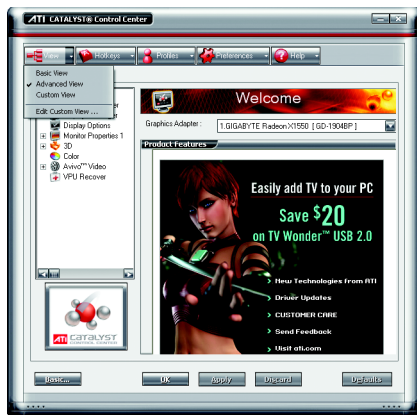 ATI CATALYST® Control Center
View Hotkeys Profiles Preferences Help
Basic View
Advanced View
Custom View
Edit Custom View ...
Display Options
Monitor Properties 1
3D
Color
Avivo™ Video
VPU Recover
Welcome
Graphics Adapter :
1.GIGABYTE Radeon X1550 [ GD-1904BP ]
Product Features
Easily add TV to your PC
Save $20
on TV Wonder™ USB 2.0
New Technologies from ATI
Driver Updates
CUSTOMER CARE
Send Feedback
Visit ati.com
ATI CATALYST
CONTROL CENTER
Basic... OK Apply Discard Defaults